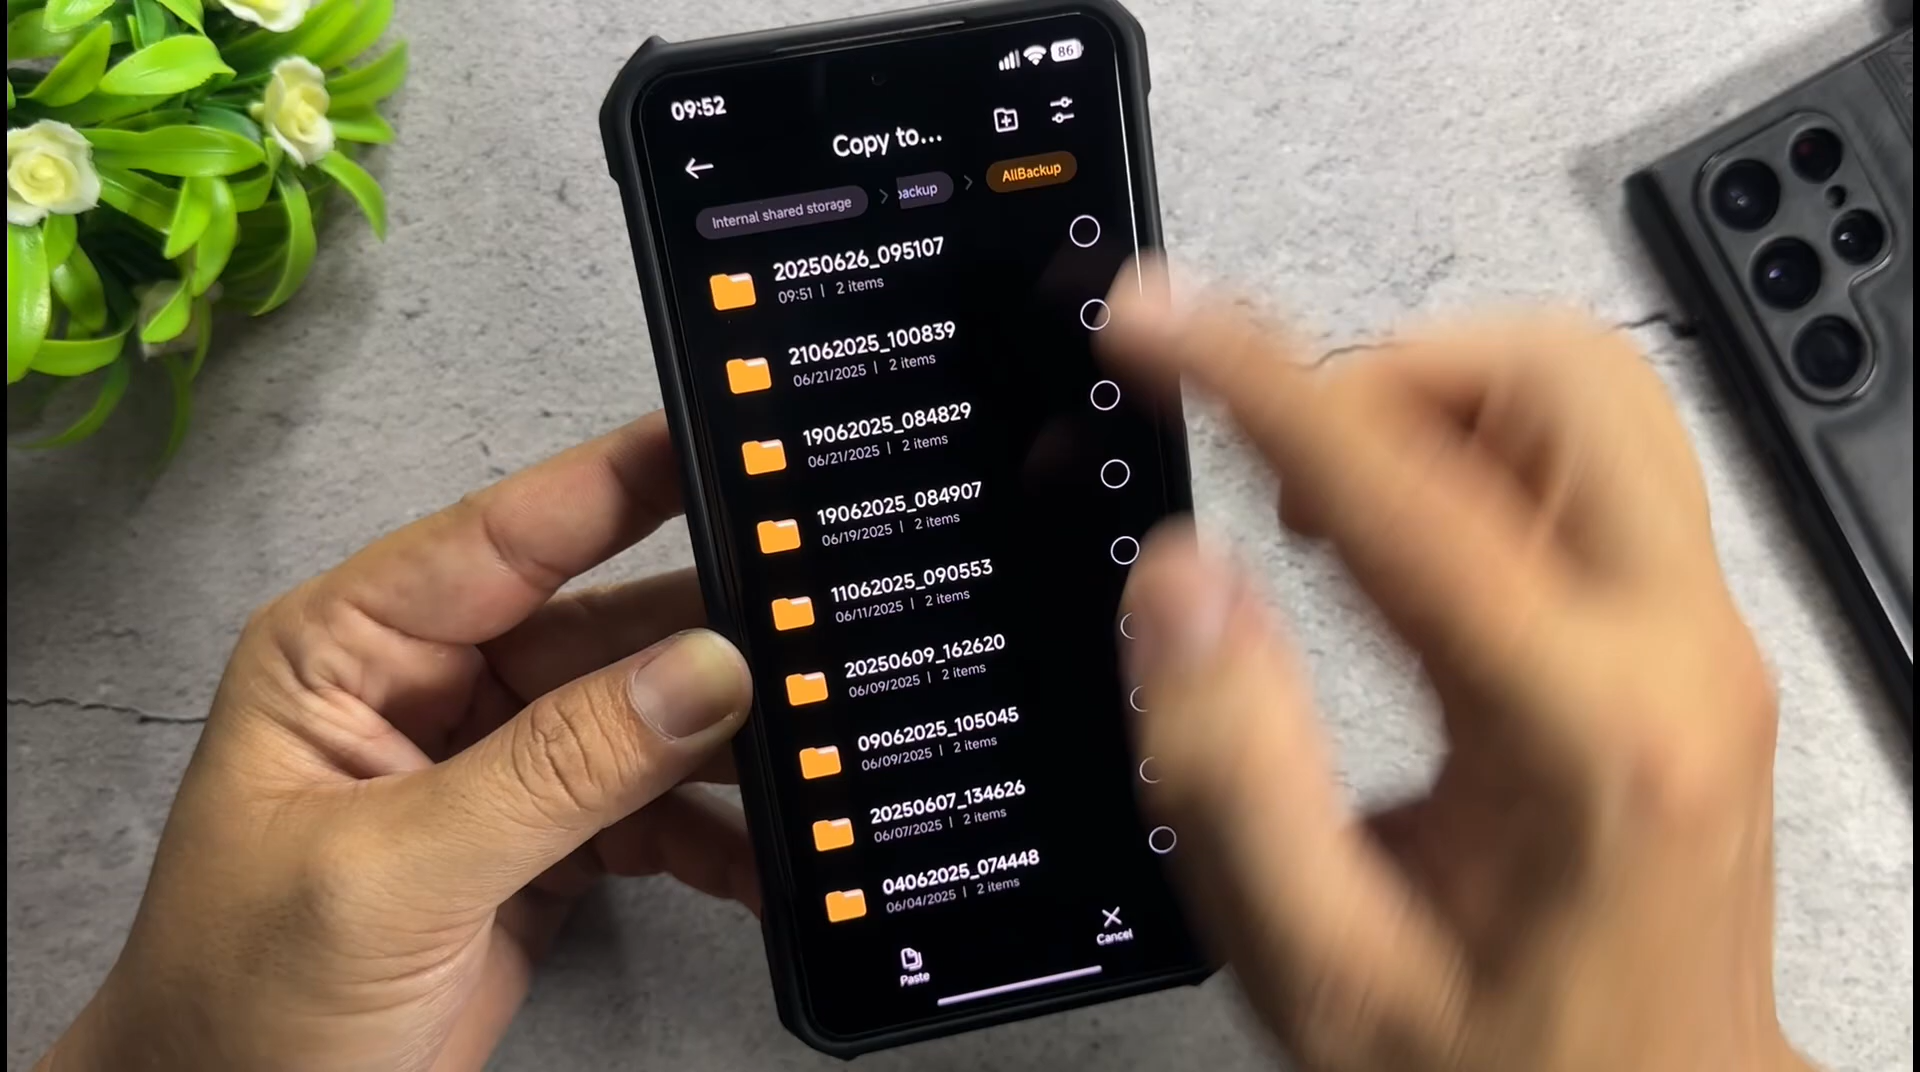 09:52
86
Copy to...
Internal shared storage
backup
AllBackup
20250626_095107
09:51 | 2 items
21062025_100839
06/21/2025 | 2 items
19062025_084829
06/21/2025 | 2 items
19062025_084907
06/19/2025 | 2 items
11062025_090553
06/11/2025 | 2 items
20250609_162620
06/09/2025 | 2 items
09062025_105045
06/09/2025 | 2 items
20250607_134626
06/07/2025 | 2 items
04062025_074448
06/04/2025 | 2 items
Paste
Cancel